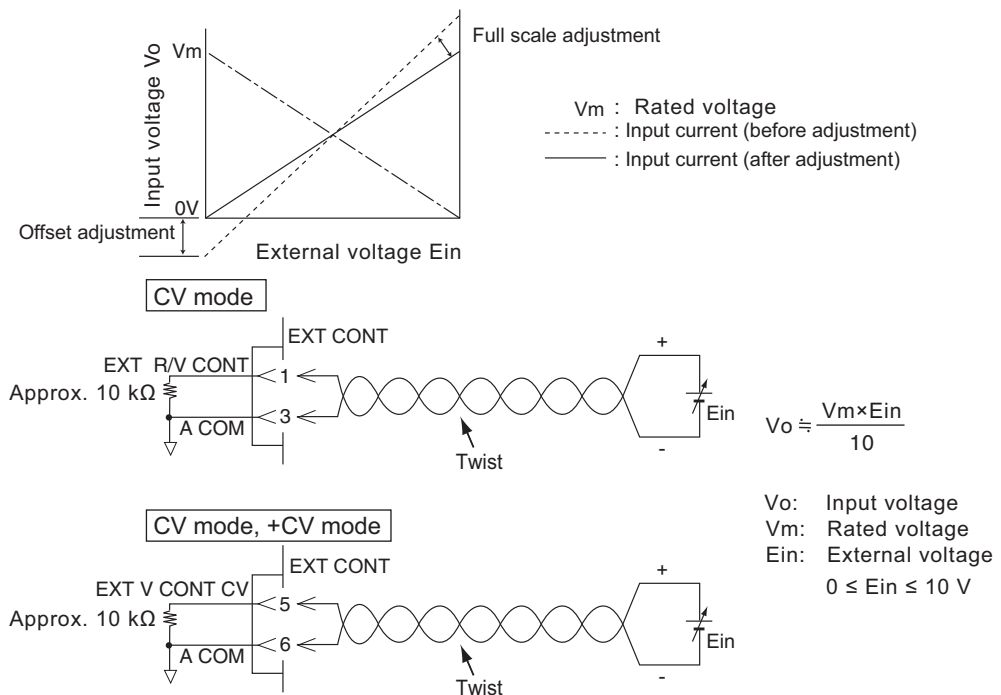 Input voltage Vo
Vm
0V
Full scale adjustment
Offset adjustment
External voltage Ein
Vm : Rated voltage
: Input current (before adjustment)
: Input current (after adjustment)
CV mode
EXT CONT
EXT R/V CONT
Approx. 10 kΩ
1
3
A COM
Twist
+
-
Ein
Vo ≒ Vm×Ein
10
CV mode, +CV mode
EXT CONT
EXT V CONT CV
Approx. 10 kΩ
5
6
A COM
Twist
+
-
Ein
Vo: Input voltage
Vm: Rated voltage
Ein: External voltage
0 ≤ Ein ≤ 10 V